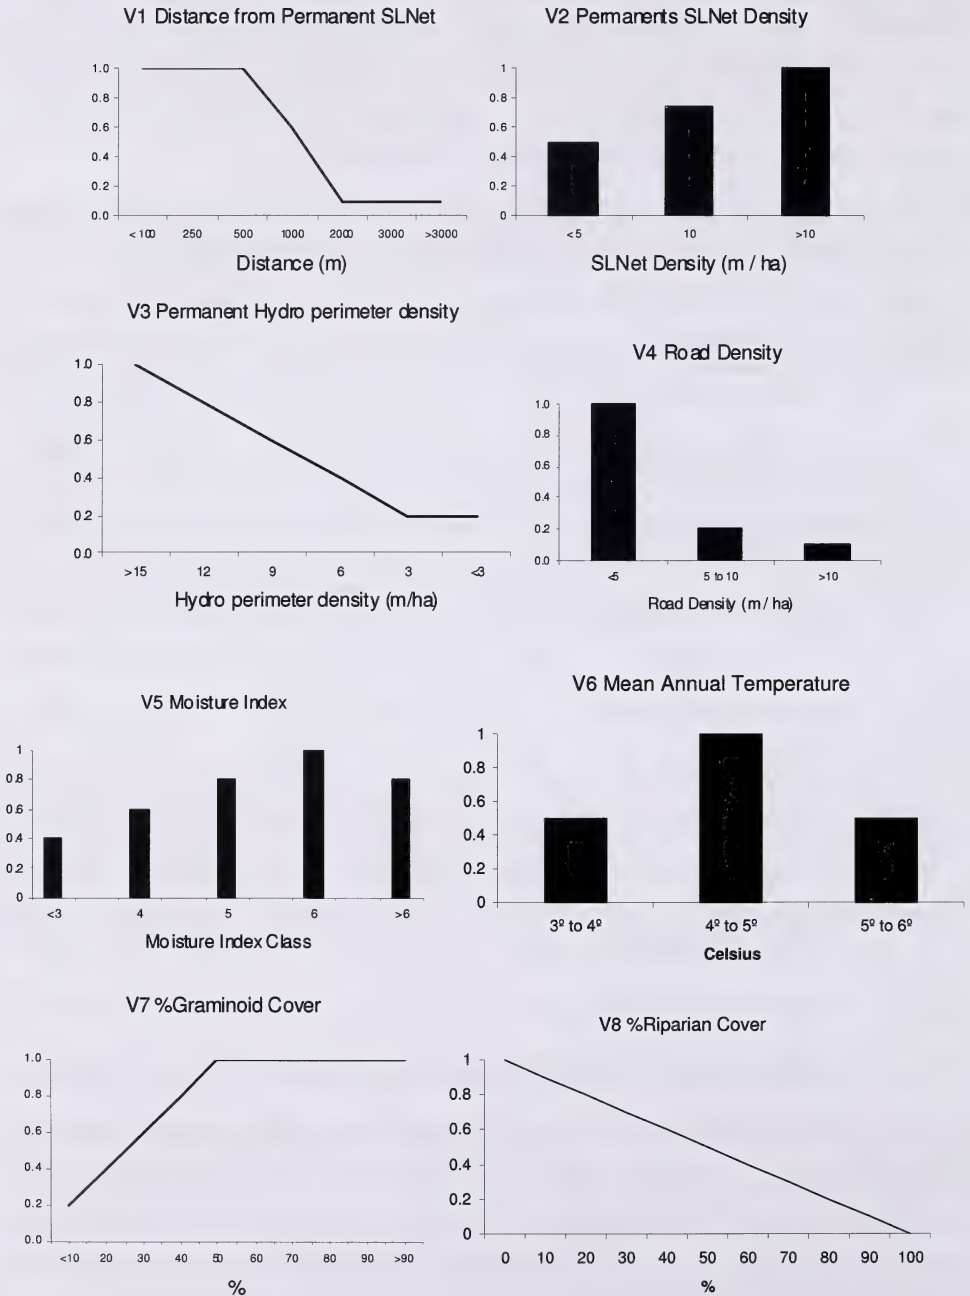 V1 Distance from Permanent SLNet
1.0
0.8
0.6
0.4
0.2
0.0
<100 250 500 1000 2000 3000 >3000
Distance (m)
V2 Permanents SLNet Density
1
0.8
0.6
0.4
0.2
0
<5 10 >10
SLNet Density (m / ha)
V3 Permanent Hydro perimeter density
1.0
0.8
0.6
0.4
0.2
0.0
>15 12 9 6 3 <3
Hydro perimeter density (m/ha)
V4 Road Density
1.0
0.8
0.6
0.4
0.2
0.0
<5 5 to 10 >10
Road Density (m / ha)
V5 Moisture Index
1
0.8
0.6
0.4
0.2
0
<3 4 5 6 >6
Moisture Index Class
V6 Mean Annual Temperature
1
0.8
0.6
0.4
0.2
0
3º to 4º 4º to 5º 5º to 6º
Celsius
V7 %Graminoid Cover
1.0
0.8
0.6
0.4
0.2
0.0
<10 20 30 40 50 50 60 70 80 90 >90
%
V8 %Riparian Cover
1
0.8
0.6
0.4
0.2
0
0 10 20 30 40 50 60 70 80 90 100
%